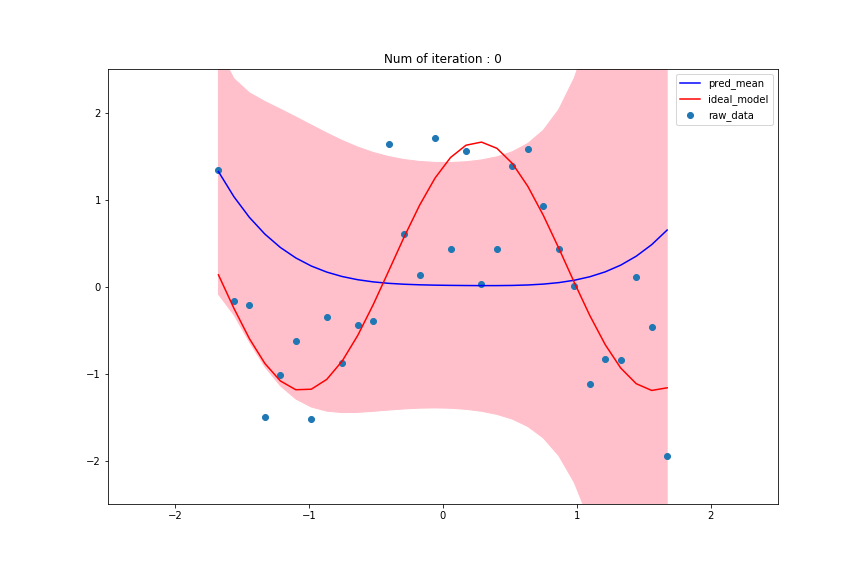 Num of iteration : 0
pred_mean
ideal_model
raw_data
2
1
0
−1
−2
−2
−1
0
1
2